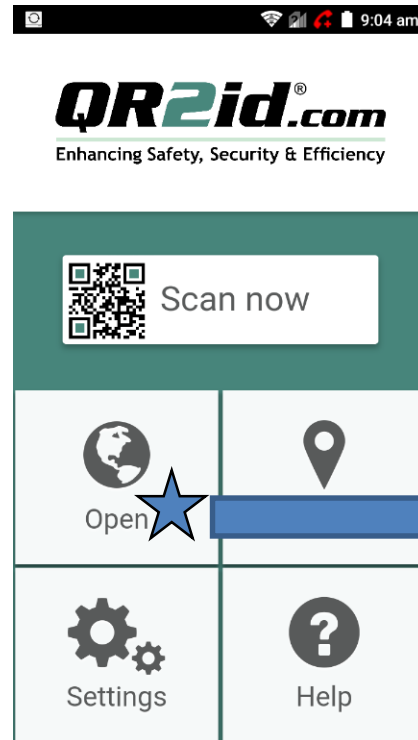 9:04 am
QR2id®.com
Enhancing Safety, Security & Efficiency
Scan now
Open
Settings
Help